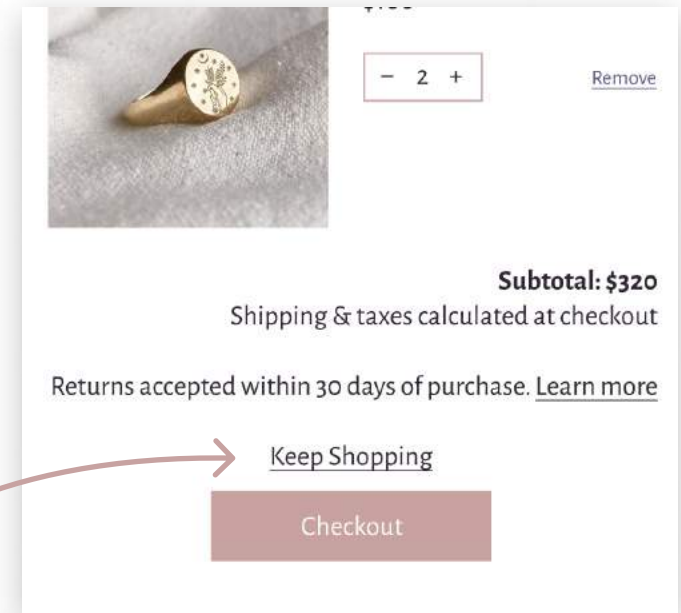 − 2 +
Remove
Subtotal: $320
Shipping & taxes calculated at checkout
Returns accepted within 30 days of purchase. Learn more
Keep Shopping
Checkout